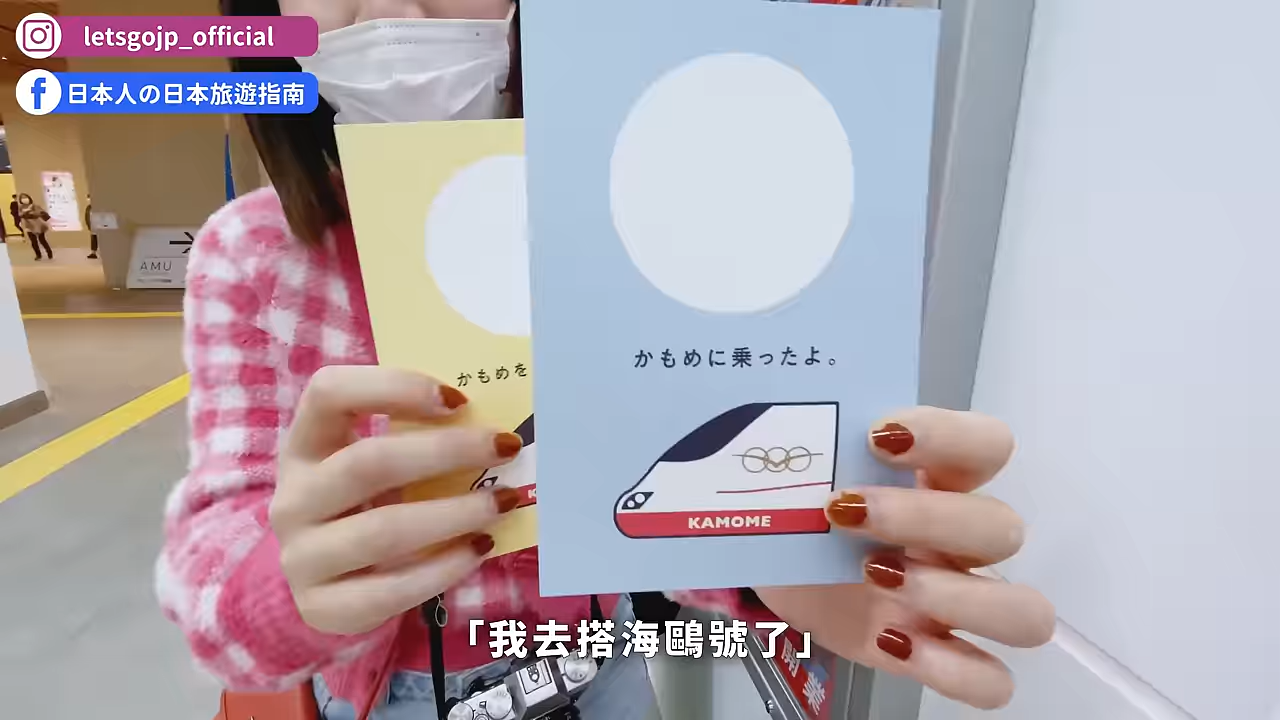 letsgojp_official
日本人の日本旅遊指南
AMU
かもめを
かもめに乗ったよ。
KAMOME
「我去搭海鷗號了」